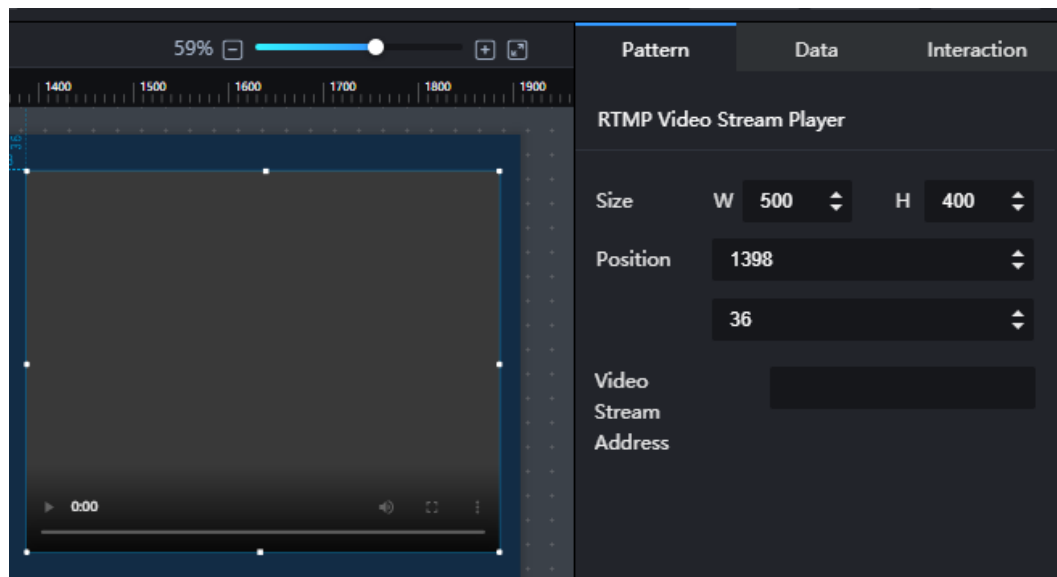 59%
Pattern Data Interaction
1400 1500 1600 1700 1800 1900
RTMP Video Stream Player
36
Size W 500 H 400
Position 1398
36
Video
Stream
Address
0:00